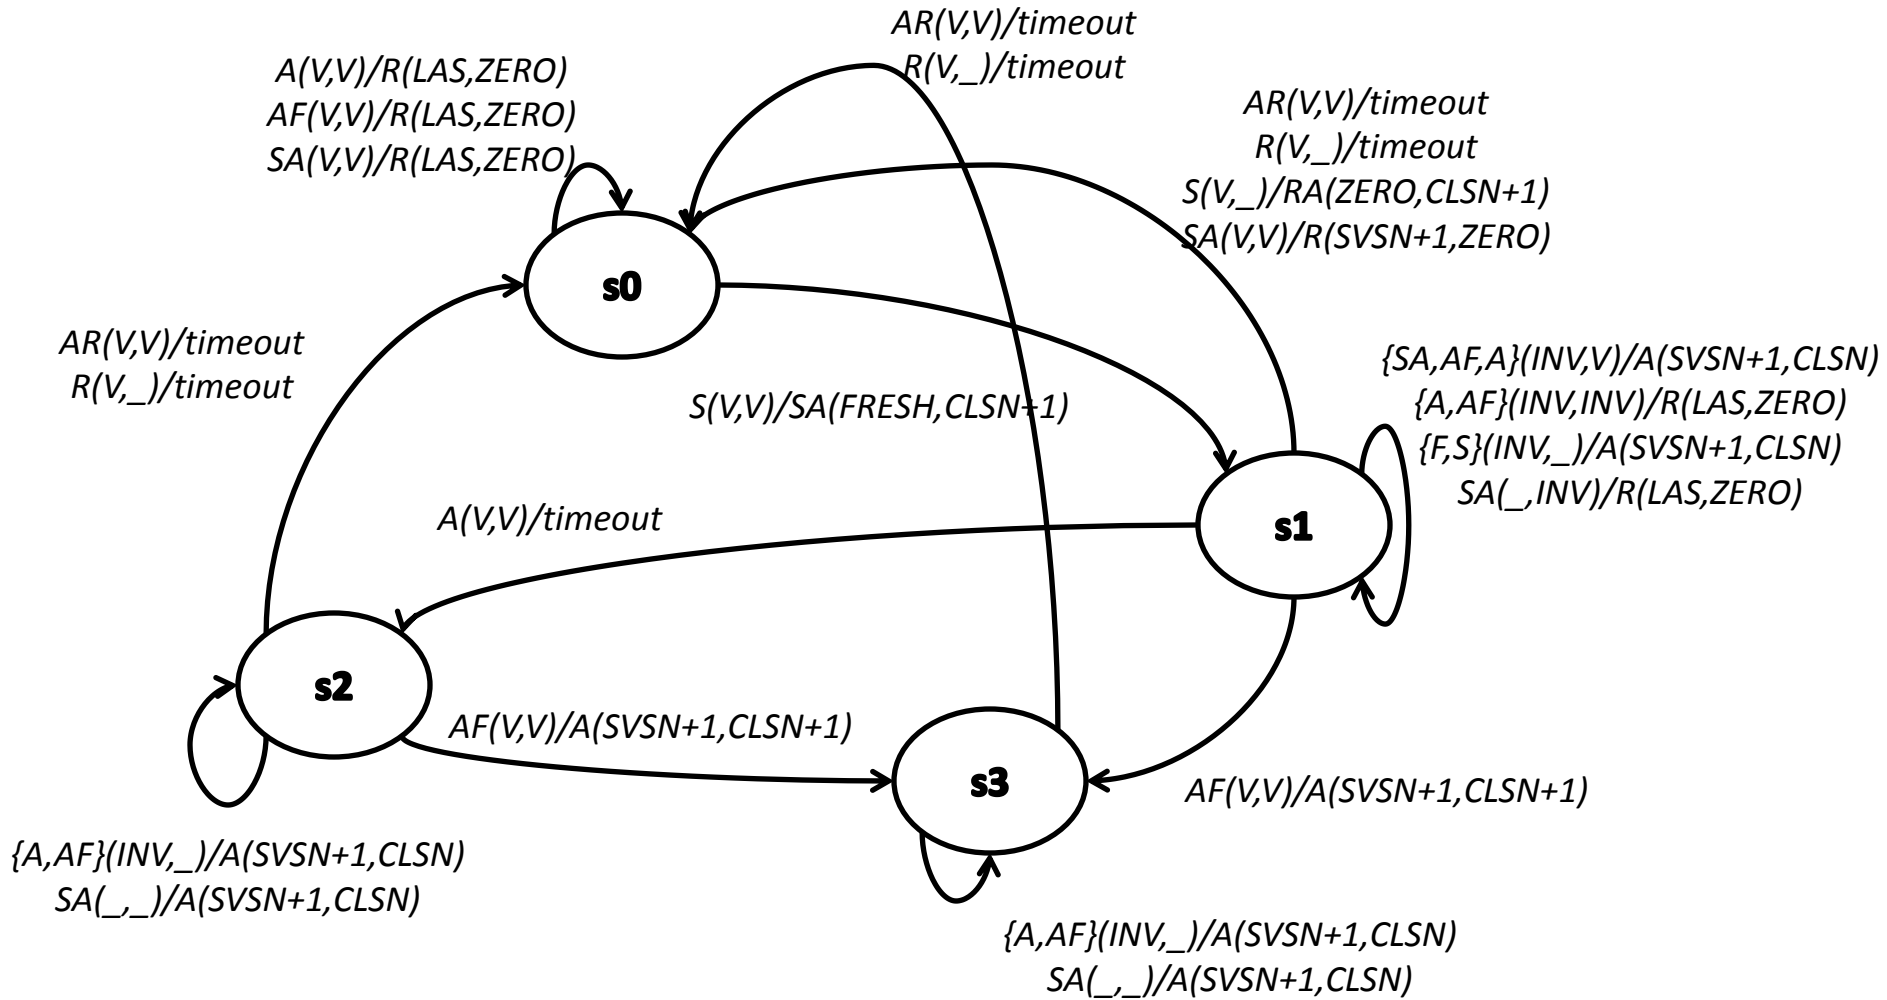 AR(V,V)/timeout
R(V,_)/timeout
A(V,V)/R(LAS,ZERO)
AF(V,V)/R(LAS,ZERO)
SA(V,V)/R(LAS,ZERO)
AR(V,V)/timeout
R(V,_)/timeout
S(V,_)/RA(ZERO,CLSN+1)
SA(V,V)/R(SVSN+1,ZERO)
s0
AR(V,V)/timeout
R(V,_)/timeout
S(V,V)/SA(FRESH,CLSN+1)
{SA,AF,A}(INV,V)/A(SVSN+1,CLSN)
{A,AF}(INV,INV)/R(LAS,ZERO)
{F,S}(INV,_)/A(SVSN+1,CLSN)
SA(_,INV)/R(LAS,ZERO)
A(V,V)/timeout
s1
s2
AF(V,V)/A(SVSN+1,CLSN+1)
s3
AF(V,V)/A(SVSN+1,CLSN+1)
{A,AF}(INV,_)/A(SVSN+1,CLSN)
SA(_,_)/A(SVSN+1,CLSN)
{A,AF}(INV,_)/A(SVSN+1,CLSN)
SA(_,_)/A(SVSN+1,CLSN)